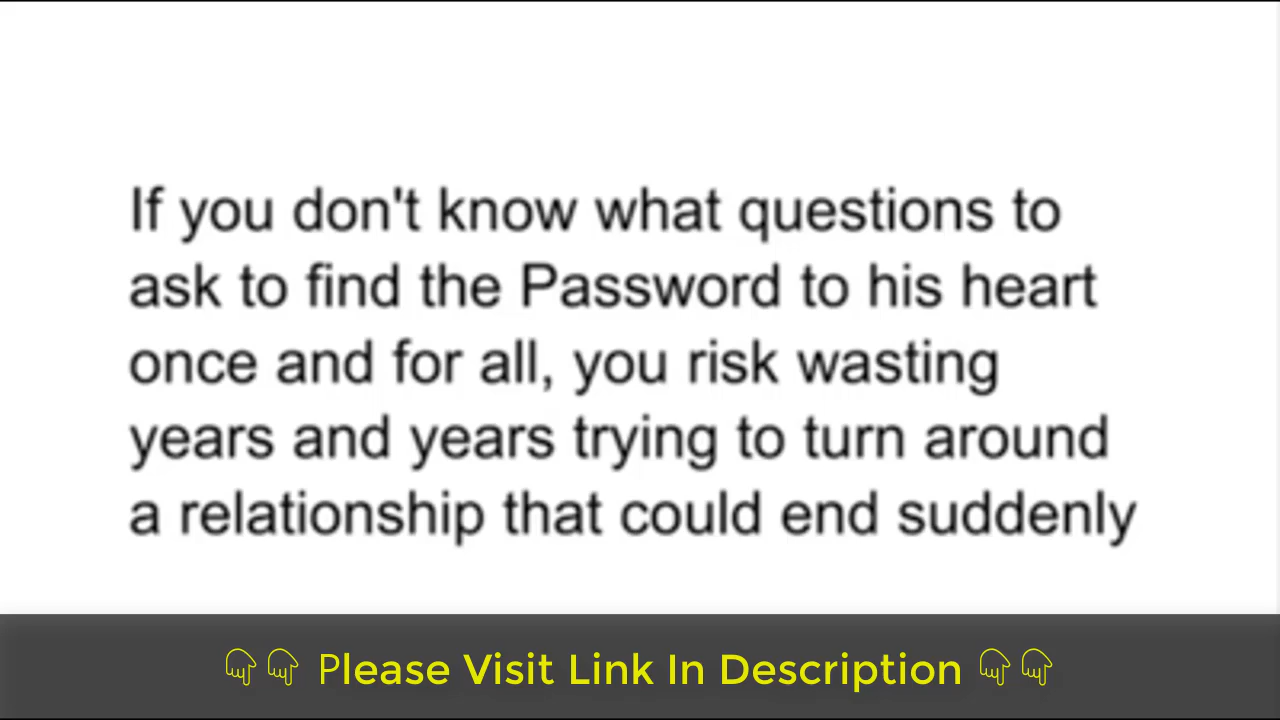 If you don't know what questions to
ask to find the Password to his heart
once and for all, you risk wasting
years and years trying to turn around
a relationship that could end suddenly
Please Visit Link In Description